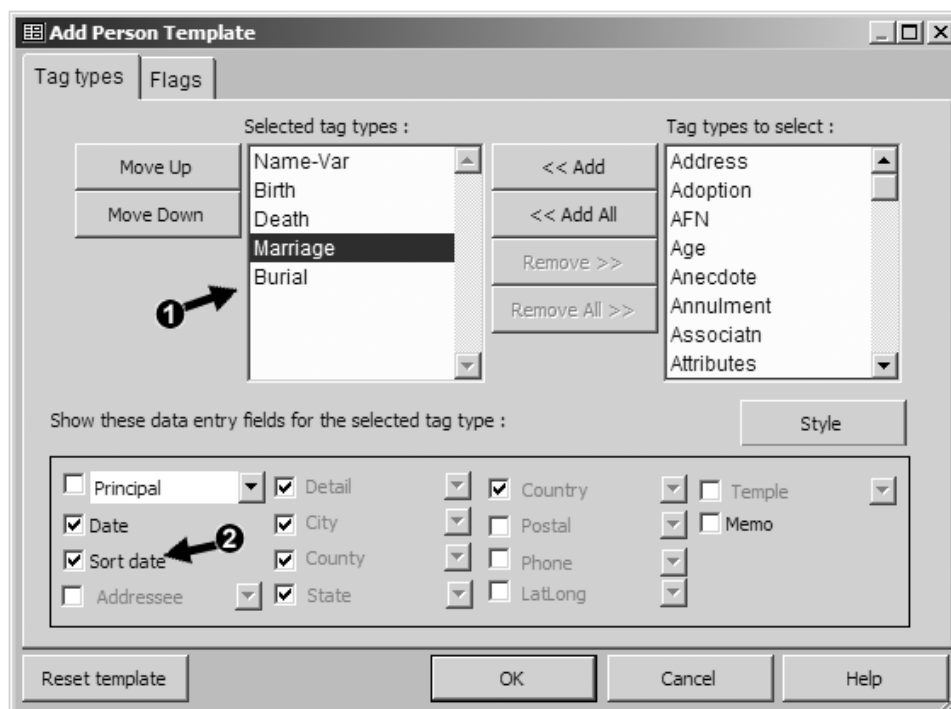 Add Person Template
Tag types
Flags
Selected tag types :
Tag types to select :
Move Up
Move Down
Name-Var
Birth
Death
Marriage
Burial
<< Add
<< Add All
Remove >>
Remove All >>
Address
Adoption
AFN
Age
Anecdote
Annulment
Associatn
Attributes
1
Show these data entry fields for the selected tag type :
Style
Principal
Detail
Country
Temple
Date
City
Postal
Memo
Sort date
2
County
Phone
Addressee
State
LatLong
Reset template
OK
Cancel
Help